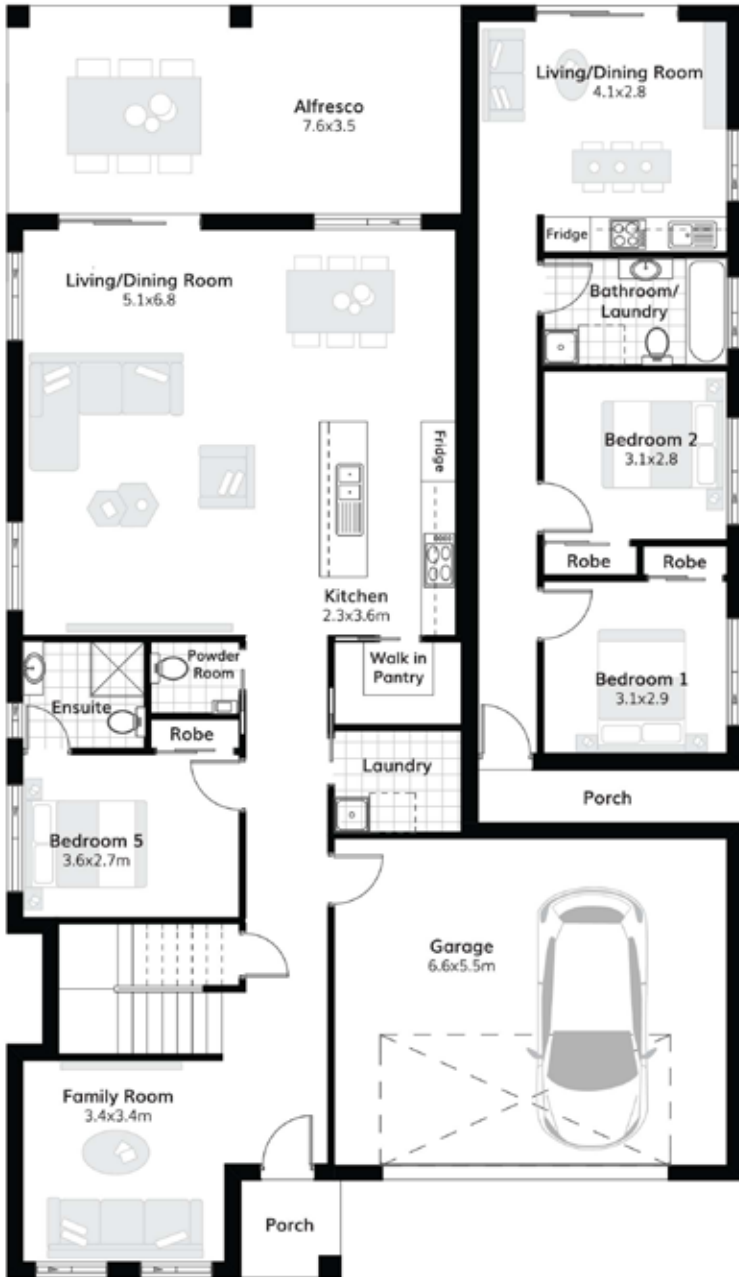 Alfresco
7.6x3.5
Living/Dining Room
4.1x2.8
Fridge
Living/Dining Room
5.1x6.8
Bathroom/
Laundry
Fridge
Bedroom 2
3.1x2.8
Robe
Robe
Kitchen
2.3x3.6m
Powder
Room
Walk in
Pantry
Ensuite
Bedroom 1
3.1x2.9
Robe
Laundry
Porch
Bedroom 5
3.6x2.7m
Garage
6.6x5.5m
Family Room
3.4x3.4m
Porch